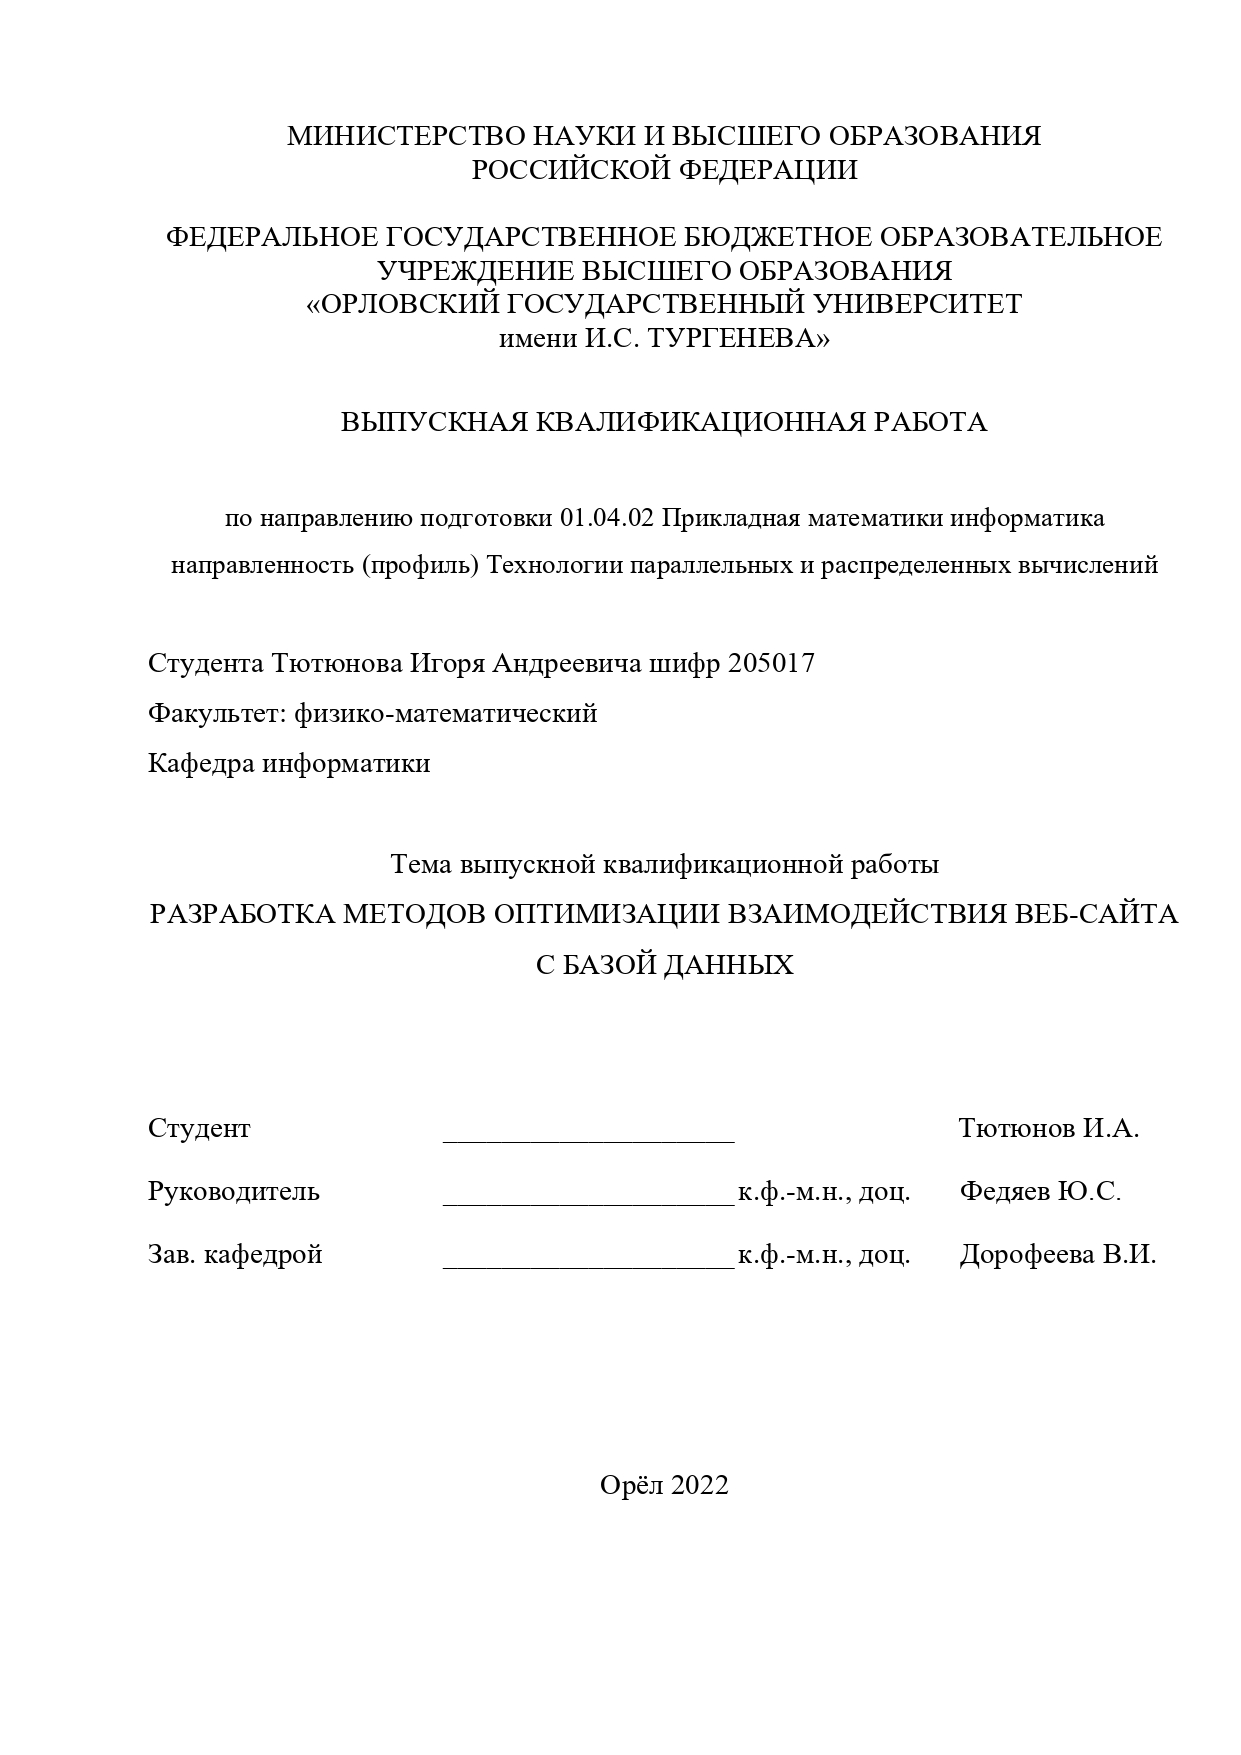 МИНИСТЕРСТВО НАУКИ И ВЫСШЕГО ОБРАЗОВАНИЯ
РОССИЙСКОЙ ФЕДЕРАЦИИ
ФЕДЕРАЛЬНОЕ ГОСУДАРСТВЕННОЕ БЮДЖЕТНОЕ ОБРАЗОВАТЕЛЬНОЕ
УЧРЕЖДЕНИЕ ВЫСШЕГО ОБРАЗОВАНИЯ
«ОРЛОВСКИЙ ГОСУДАРСТВЕННЫЙ УНИВЕРСИТЕТ
имени И.С. ТУРГЕНЕВА»
ВЫПУСКНАЯ КВАЛИФИКАЦИОННАЯ РАБОТА
по направлению подготовки 01.04.02 Прикладная математики информатика
направленность (профиль) Технологии параллельных и распределенных вычислений
Студента Тютюнова Игоря Андреевича шифр 205017
Факультет: физико-математический
Кафедра информатики
Тема выпускной квалификационной работы
РАЗРАБОТКА МЕТОДОВ ОПТИМИЗАЦИИ ВЗАИМОДЕЙСТВИЯ ВЕБ-САЙТА
С БАЗОЙ ДАННЫХ
Студент ____________________ Тютюнов И.А.
Руководитель ____________________ к.ф.-м.н., доц. Федяев Ю.С.
Зав. кафедрой ____________________ к.ф.-м.н., доц. Дорофеева В.И.
Орёл 2022